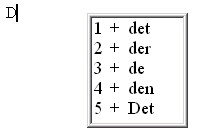 D
1 + det
2 + der
3 + de
4 + den
5 + Det